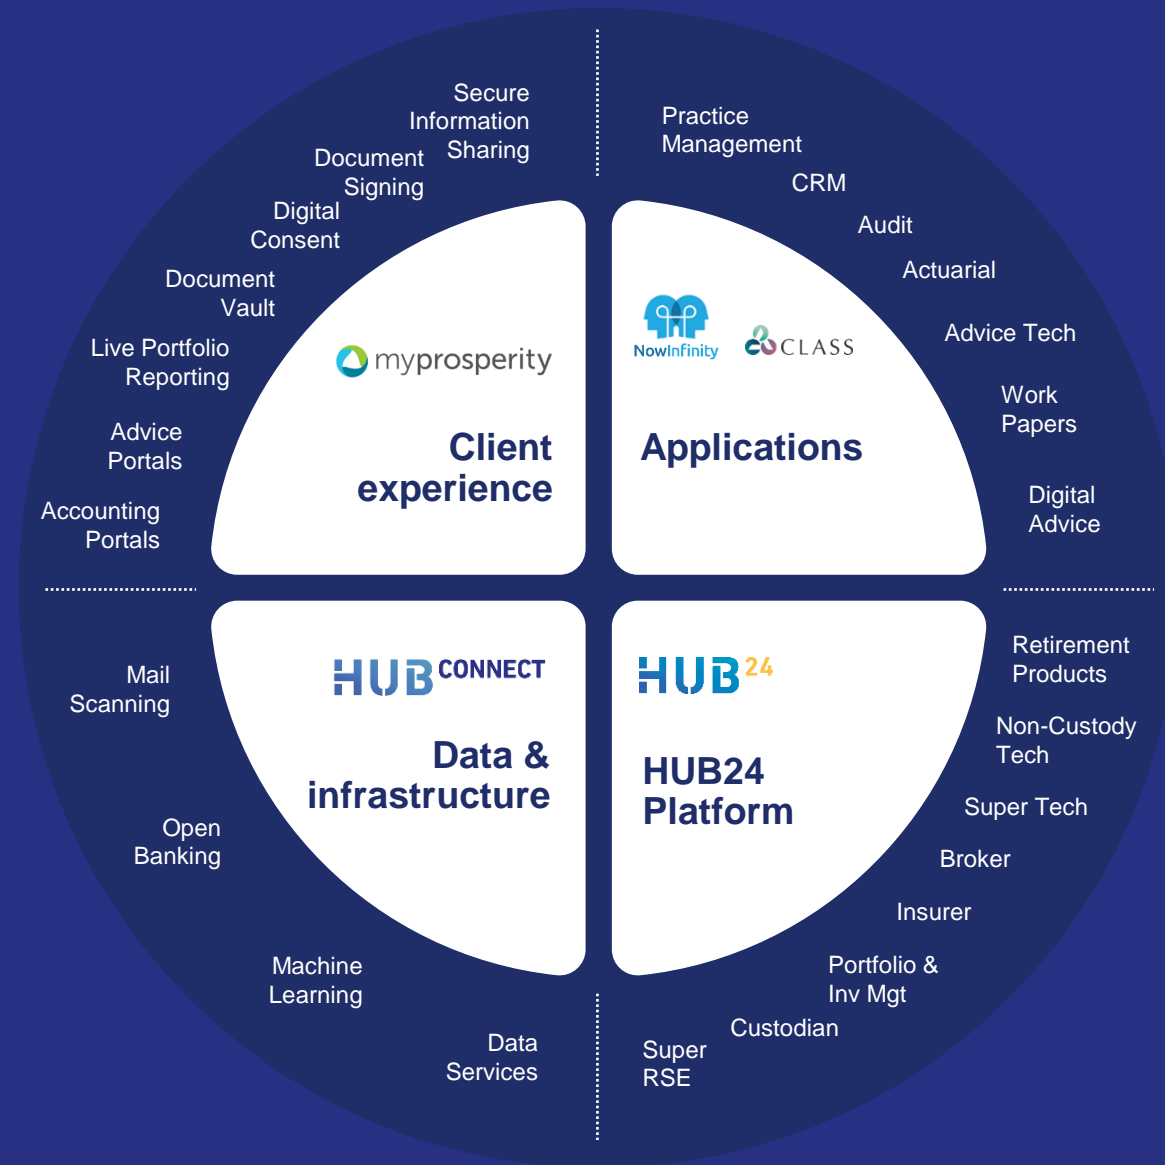 Secure
Information
Sharing
Document
Signing
Digital
Consent
Document
Vault
Live Portfolio
Reporting
Advice
Portals
Accounting
Portals
myprosperity
Client
experience
Practice
Management
CRM
Audit
Actuarial
Advice Tech
Work
Papers
Digital
Advice
NowInfinity
CLASS
Applications
Mail
Scanning
Open
Banking
Machine
Learning
Data
Services
HUB CONNECT
Data &
infrastructure
HUB24
HUB24
Platform
Retirement
Products
Non-Custody
Tech
Super Tech
Broker
Insurer
Portfolio &
Inv Mgt
Custodian
Super
RSE